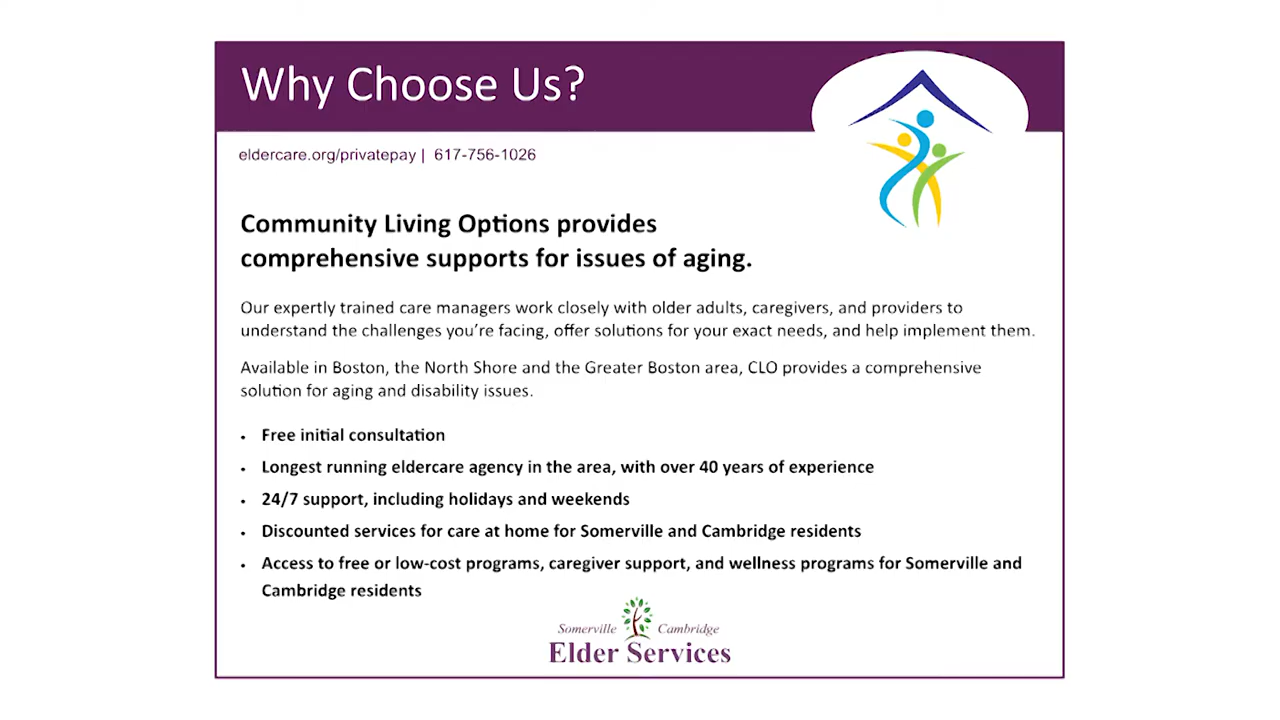 Why Choose Us?
eldercare.org/privatepay | 617-756-1026
Community Living Options provides
comprehensive supports for issues of aging.
Our expertly trained care managers work closely with older adults, caregivers, and providers to
understand the challenges you're facing, offer solutions for your exact needs, and help implement them.
Available in Boston, the North Shore and the Greater Boston area, CLO provides a comprehensive
solution for aging and disability issues.
• Free initial consultation
• Longest running eldercare agency in the area, with over 40 years of experience
• 24/7 support, including holidays and weekends
• Discounted services for care at home for Somerville and Cambridge residents
• Access to free or low-cost programs, caregiver support, and wellness programs for Somerville and
Cambridge residents
Somerville Cambridge
Elder Services